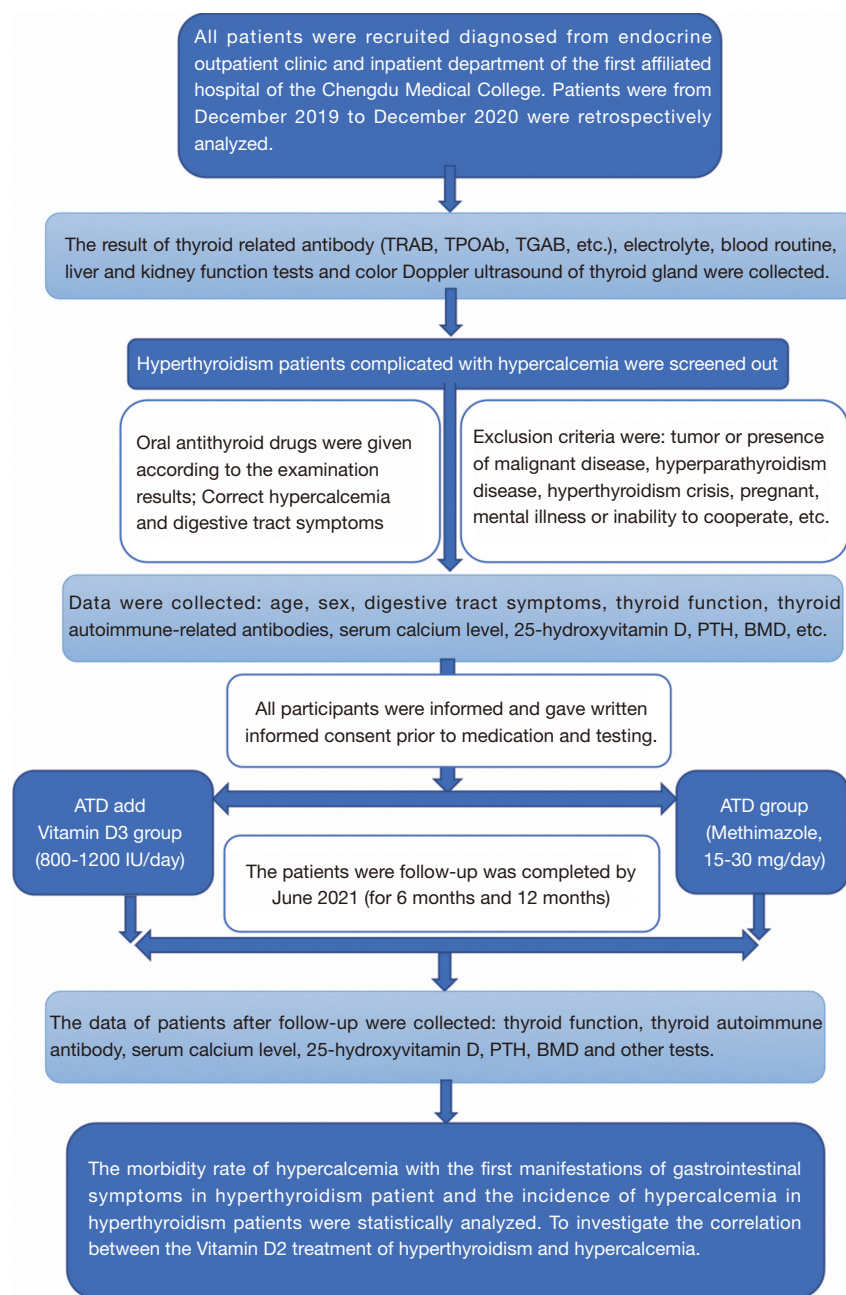 All patients were recruited diagnosed from endocrine
outpatient clinic and inpatient department of the first affiliated
hospital of the Chengdu Medical College. Patients were from
December 2019 to December 2020 were retrospectively
analyzed.
The result of thyroid related antibody (TRAB, TPOAb, TGAB, etc.), electrolyte, blood routine,
liver and kidney function tests and color Doppler ultrasound of thyroid gland were collected.
Hyperthyroidism patients complicated with hypercalcemia were screened out
Oral antithyroid drugs were given
according to the examination
results; Correct hypercalcemia
and digestive tract symptoms
Exclusion criteria were: tumor or presence
of malignant disease, hyperparathyroidism
disease, hyperthyroidism crisis, pregnant,
mental illness or inability to cooperate, etc.
Data were collected: age, sex, digestive tract symptoms, thyroid function, thyroid
autoimmune-related antibodies, serum calcium level, 25-hydroxyvitamin D, PTH, BMD, etc.
All participants were informed and gave written
informed consent prior to medication and testing.
ATD add
Vitamin D3 group
(800-1200 IU/day)
ATD group
(Methimazole,
15-30 mg/day)
The patients were follow-up was completed by
June 2021 (for 6 months and 12 months)
The data of patients after follow-up were collected: thyroid function, thyroid autoimmune
antibody, serum calcium level, 25-hydroxyvitamin D, PTH, BMD and other tests.
The morbidity rate of hypercalcemia with the first manifestations of gastrointestinal
symptoms in hyperthyroidism patient and the incidence of hypercalcemia in
hyperthyroidism patients were statistically analyzed. To investigate the correlation
between the Vitamin D2 treatment of hyperthyroidism and hypercalcemia.